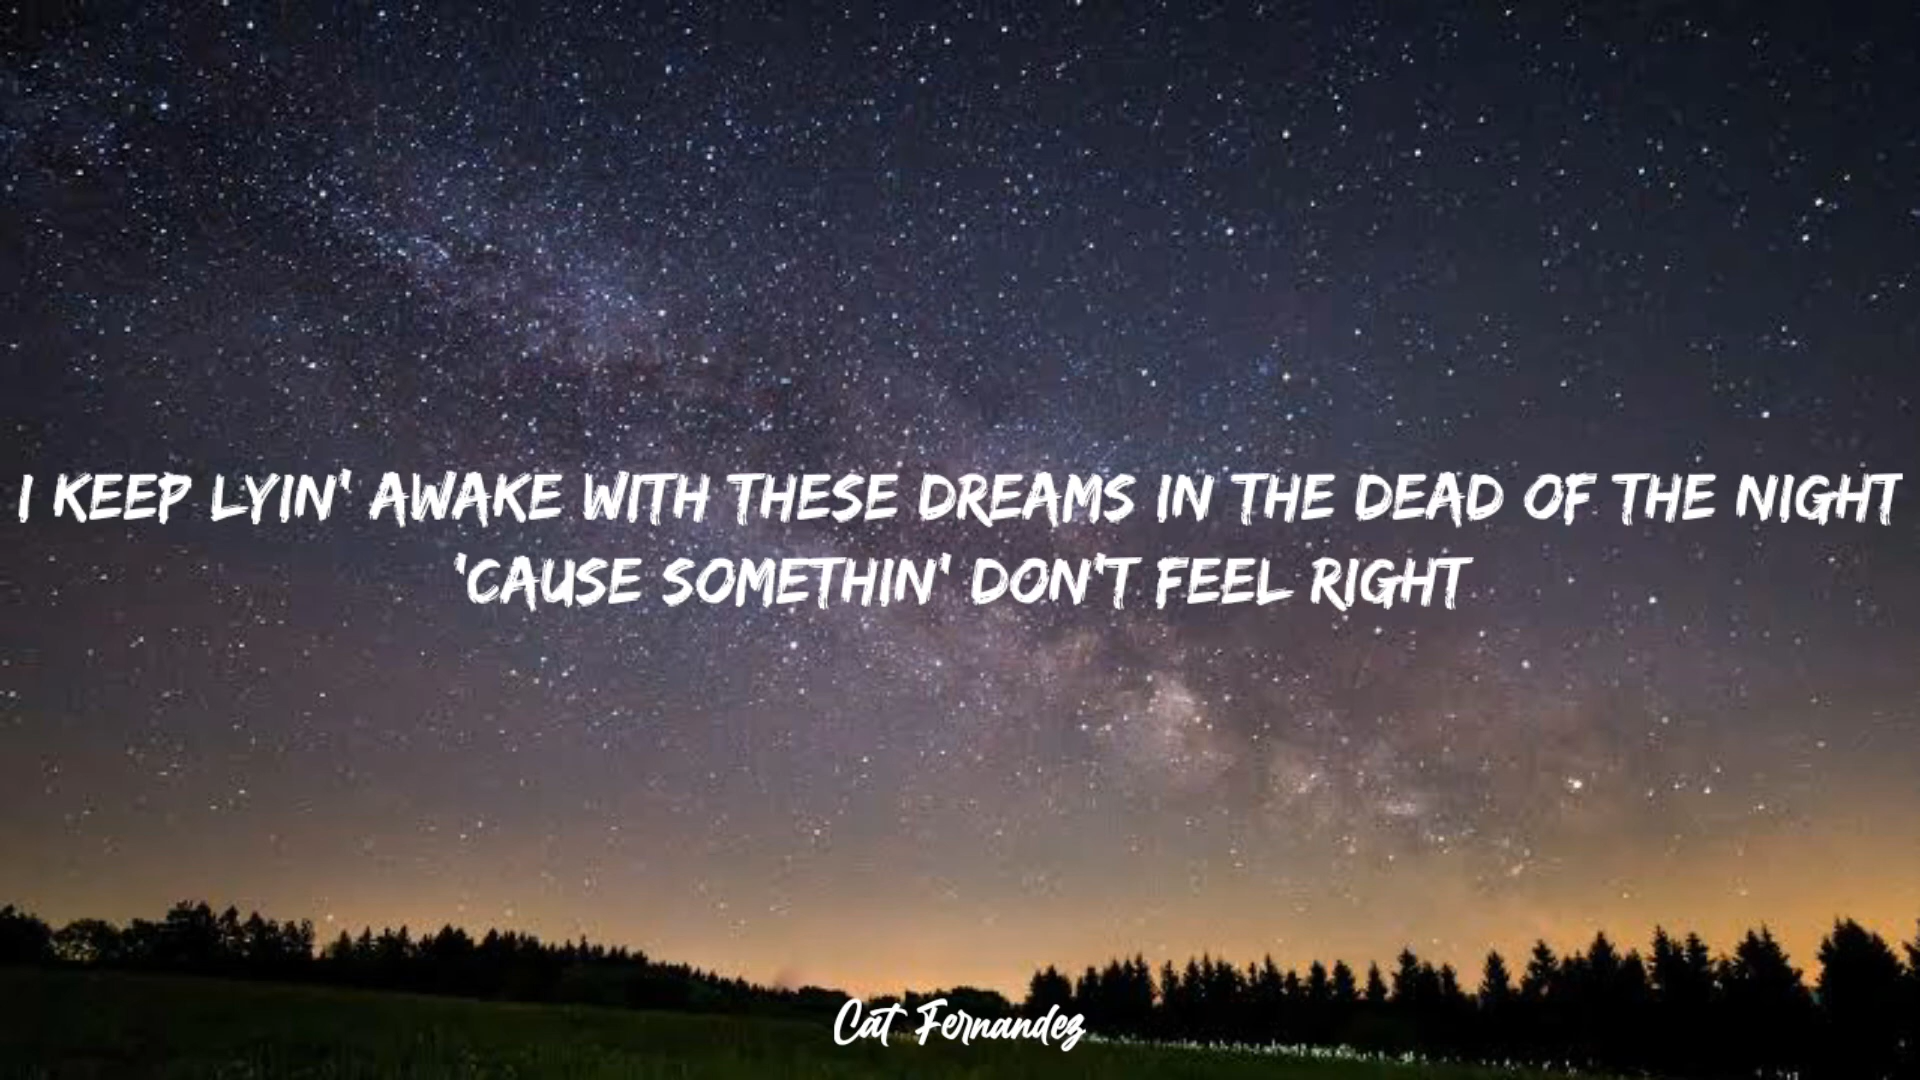 I KEEP LYIN' AWAKE WITH THESE DREAMS IN THE DEAD OF THE NIGHT
'CAUSE SOMETHIN' DON'T FEEL RIGHT
Cat Fernandez